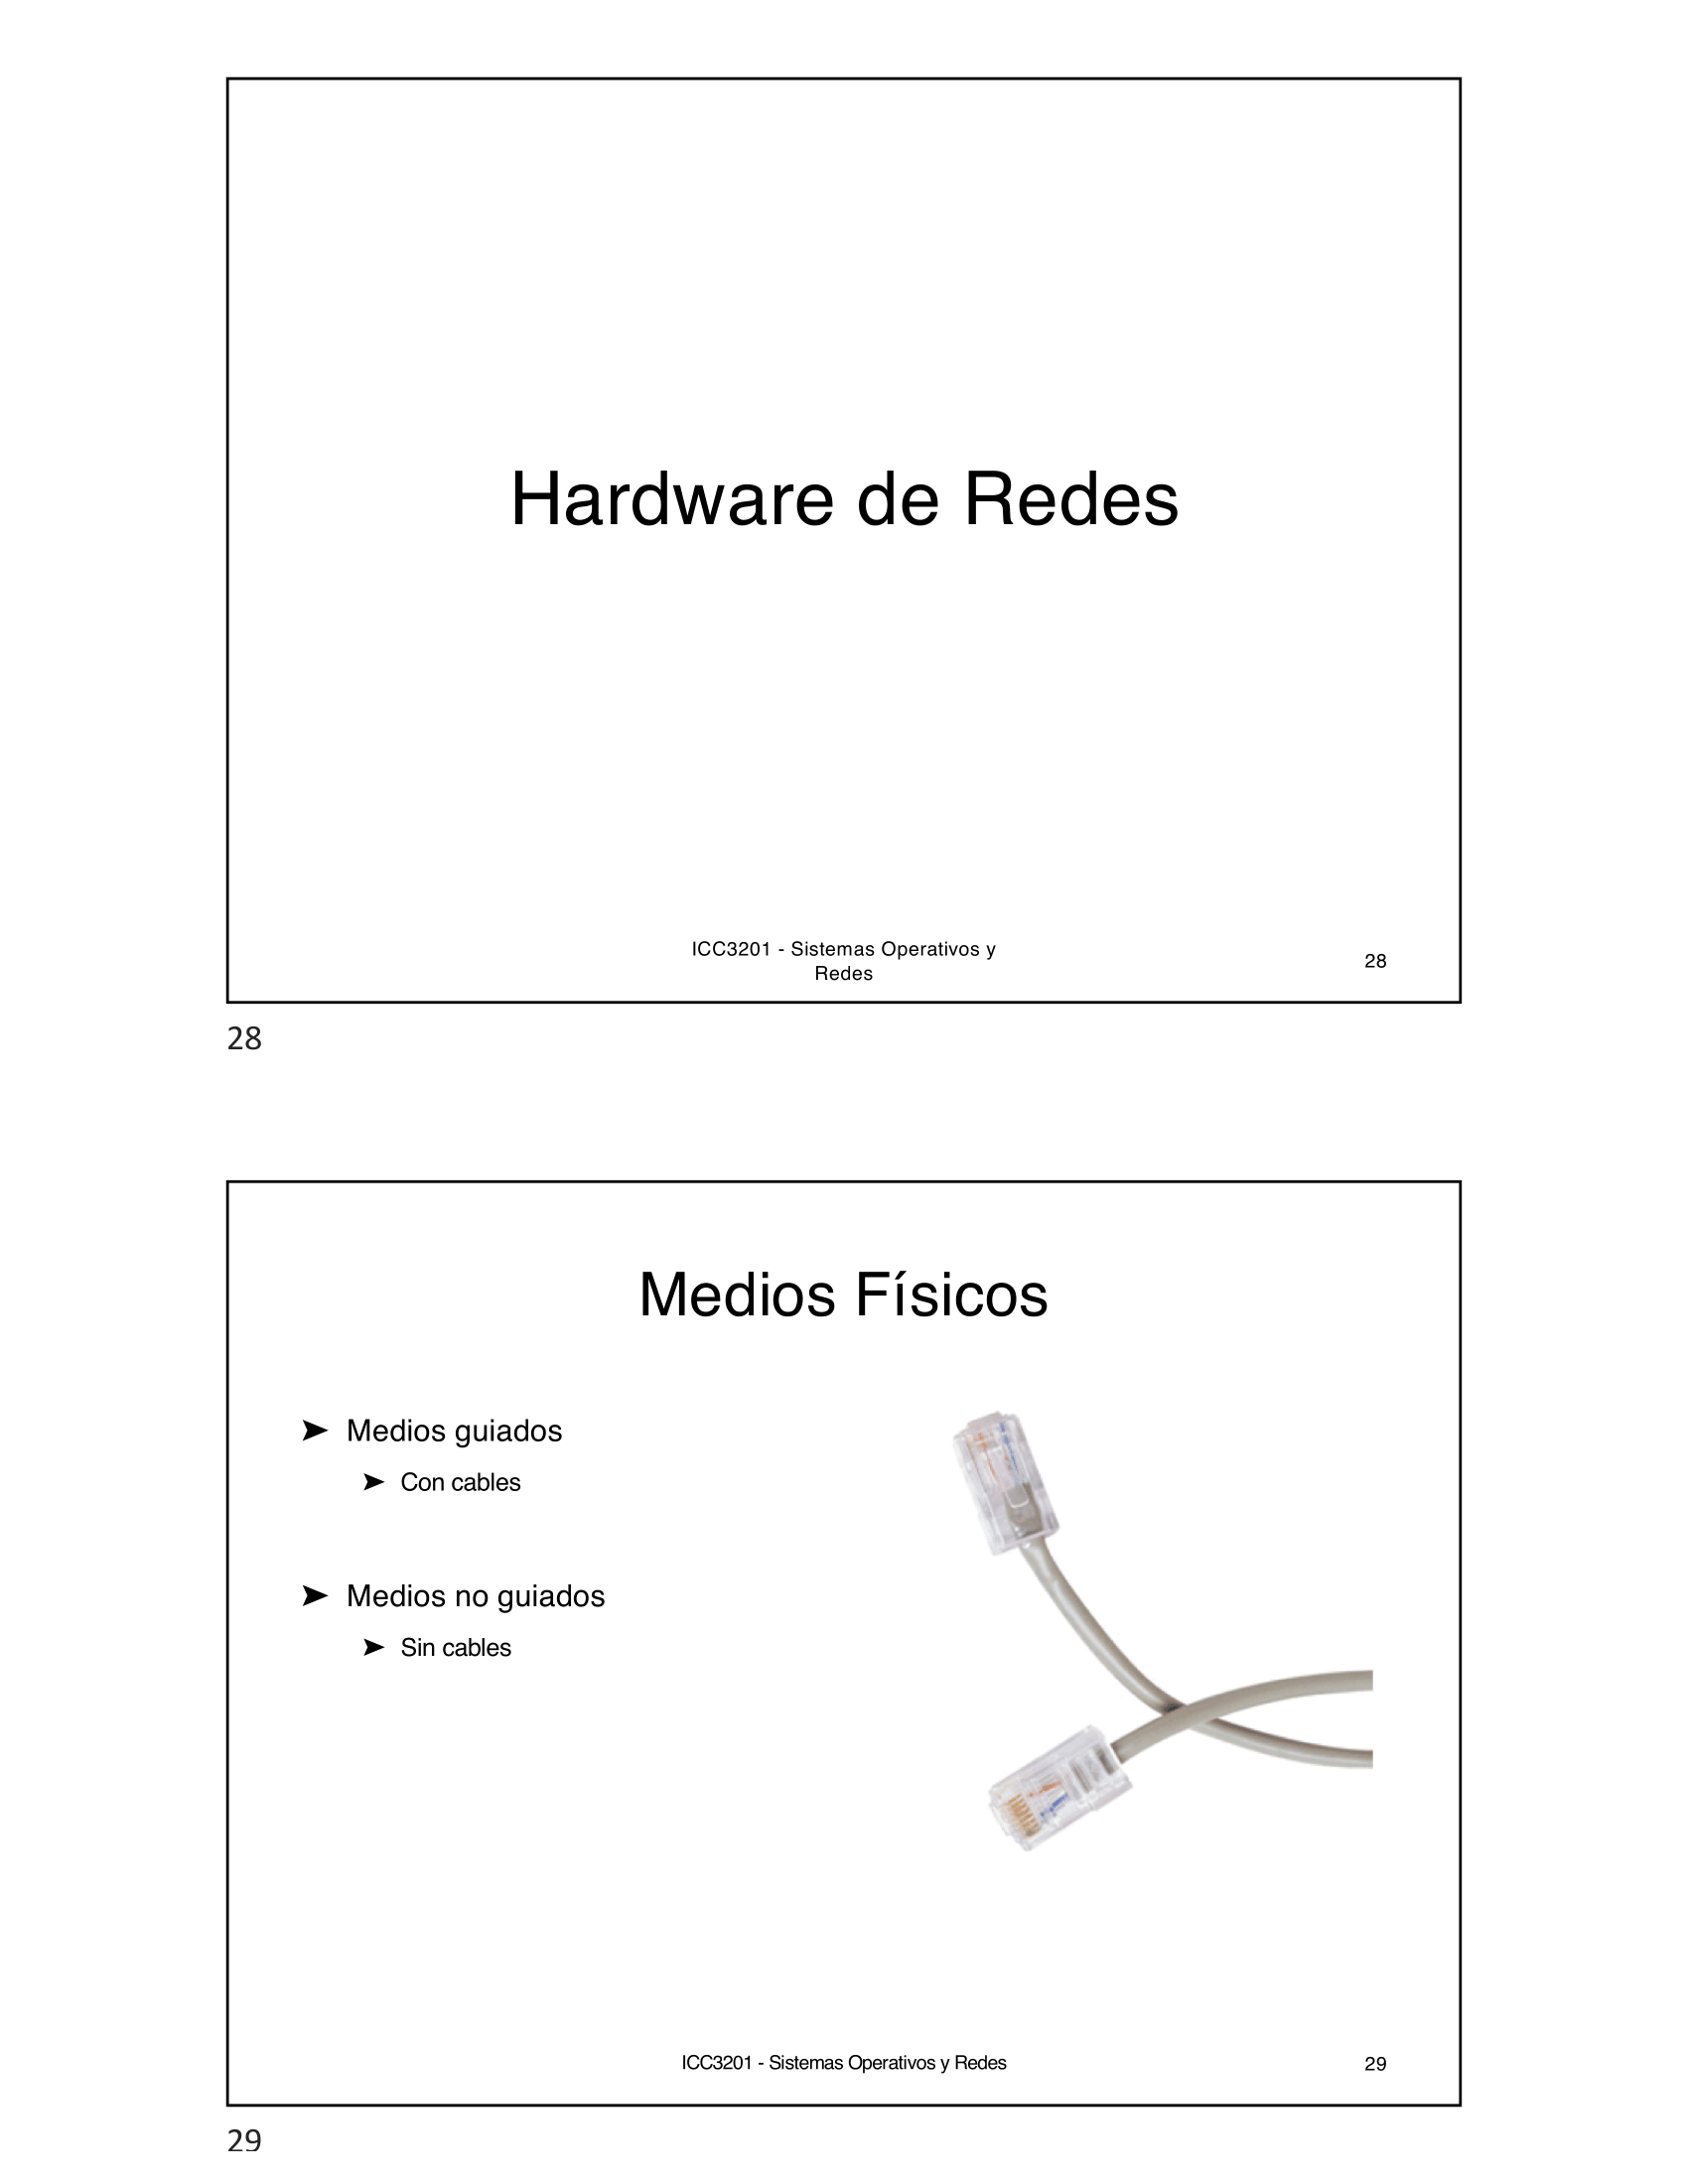 Hardware de Redes
ICC3201 - Sistemas Operativos y
Redes
28
28
Medios Físicos
➤ Medios guiados
➤ Con cables
➤ Medios no guiados
➤ Sin cables
ICC3201 - Sistemas Operativos y Redes
29
29